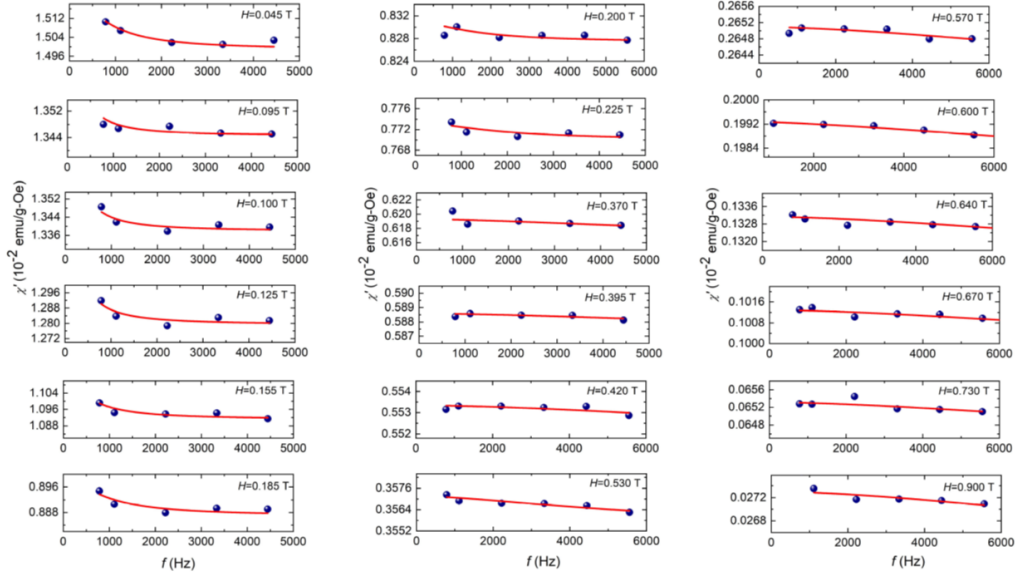 H=0.045 T
1.512
1.504
1.496
0 1000 2000 3000 4000 5000
H=0.095 T
1.352
1.344
0 1000 2000 3000 4000 5000
H=0.100 T
1.352
1.344
1.336
0 1000 2000 3000 4000 5000
H=0.125 T
1.296
1.288
1.280
1.272
0 1000 2000 3000 4000 5000
H=0.155 T
1.104
1.096
1.088
0 1000 2000 3000 4000 5000
H=0.185 T
0.896
0.888
0 1000 2000 3000 4000 5000
χ′ (10⁻² emu/g-Oe)
f (Hz)
H=0.200 T
0.832
0.828
0.824
0 1000 2000 3000 4000 5000 6000
H=0.225 T
0.776
0.772
0.768
0 1000 2000 3000 4000 5000
H=0.370 T
0.622
0.620
0.618
0.616
0 1000 2000 3000 4000 5000
H=0.395 T
0.590
0.589
0.588
0.587
0 1000 2000 3000 4000 5000
H=0.420 T
0.554
0.553
0.552
0 2000 4000 6000
H=0.530 T
0.3576
0.3564
0.3552
0 2000 4000 6000
χ′ (10⁻² emu/g-Oe)
f (Hz)
H=0.570 T
0.2656
0.2652
0.2648
0.2644
0 2000 4000 6000
H=0.600 T
0.2000
0.1992
0.1984
2000 4000 6000
H=0.640 T
0.1336
0.1328
0.1320
0 2000 4000 6000
H=0.670 T
0.1016
0.1008
0.1000
0 2000 4000 6000
H=0.730 T
0.0656
0.0652
0.0648
0 2000 4000 6000
H=0.900 T
0.0272
0.0268
0 2000 4000 6000
χ′ (10⁻² emu/g-Oe)
f (Hz)